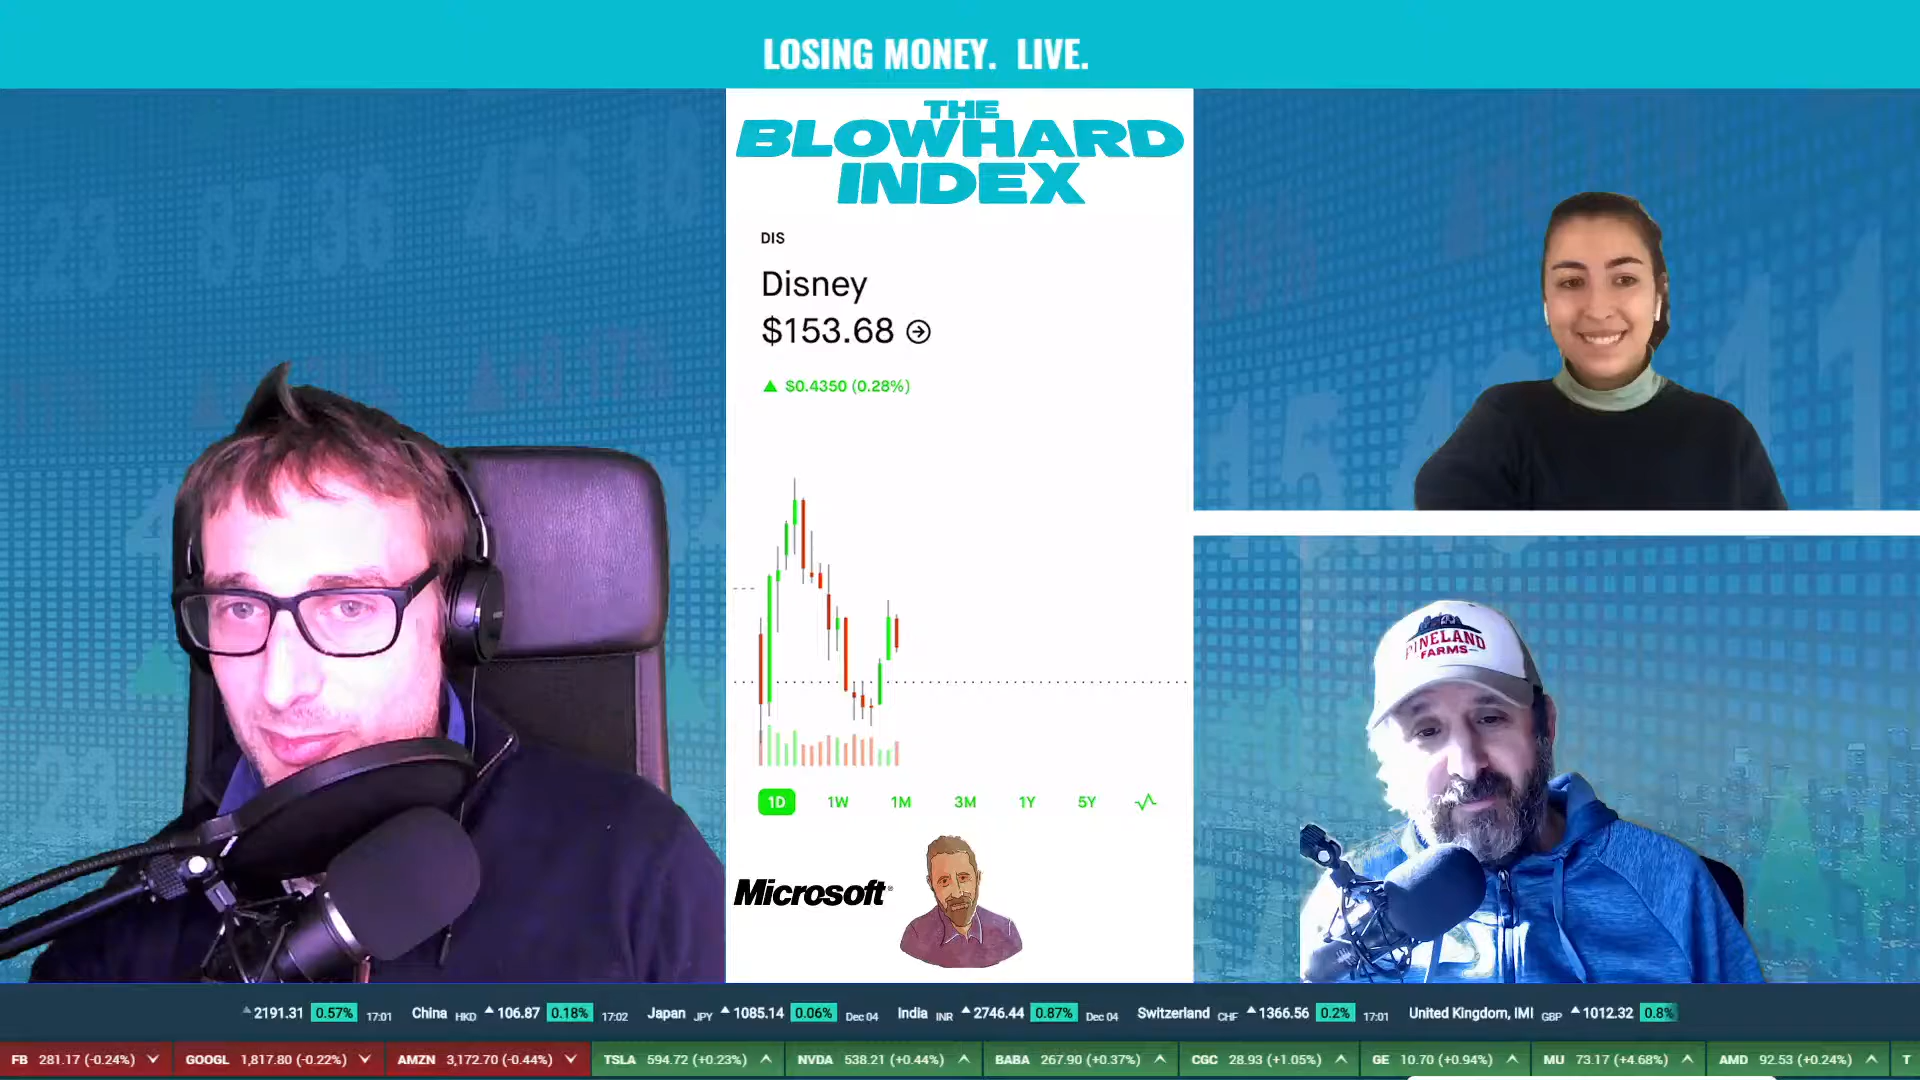 LOSING MONEY. LIVE.
THE
BLOWHARD
INDEX
DIS
Disney
$153.68
$0.4350 (0.28%)
1D 1W 1M 3M 1Y 5Y
Microsoft
PINELAND
FARMS
2191.31 0.57% 17:01 China HKD 106.87 0.18% 17:02 Japan JPY 1085.14 0.06% Dec 04 India INR 2746.44 0.87% Dec 04 Switzerland CHF 1366.56 0.2% 17:01 United Kingdom, IMI GBP 1012.32 0.8%
FB 281.17 (-0.24%) GOOGL 1,817.80 (-0.22%) AMZN 3,172.70 (-0.44%) TSLA 594.72 (+0.23%) NVDA 538.21 (+0.44%) BABA 267.90 (+0.37%) CGC 28.93 (+1.05%) GE 10.70 (+0.94%) MU 73.17 (+4.68%) AMD 92.53 (+0.24%) T